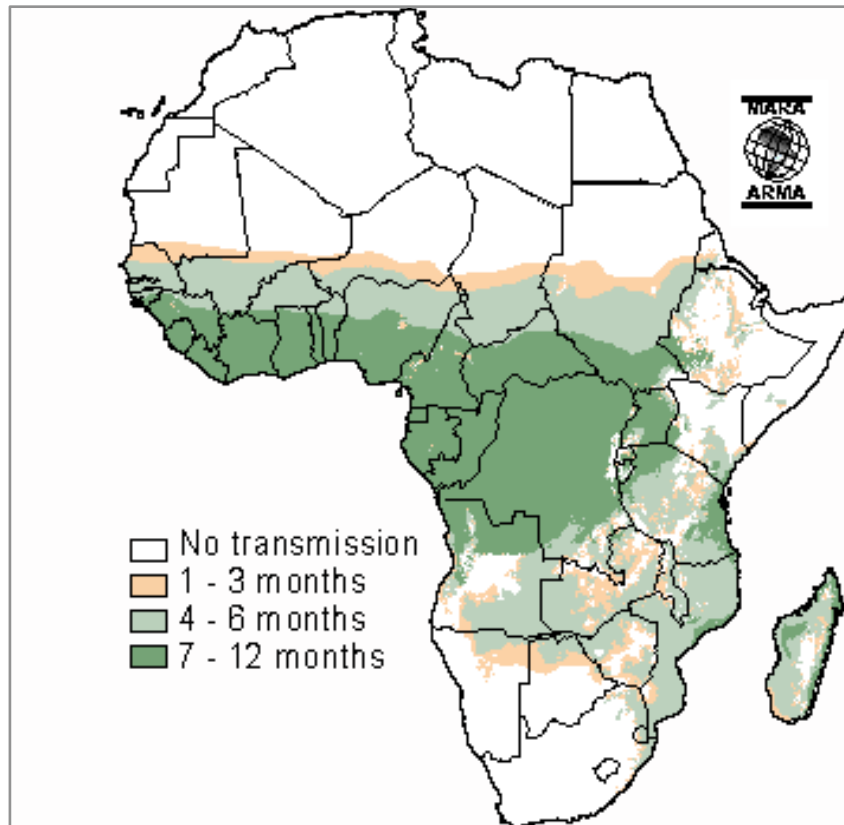 MARA
ARMA
No transmission
1 - 3 months
4 - 6 months
7 - 12 months